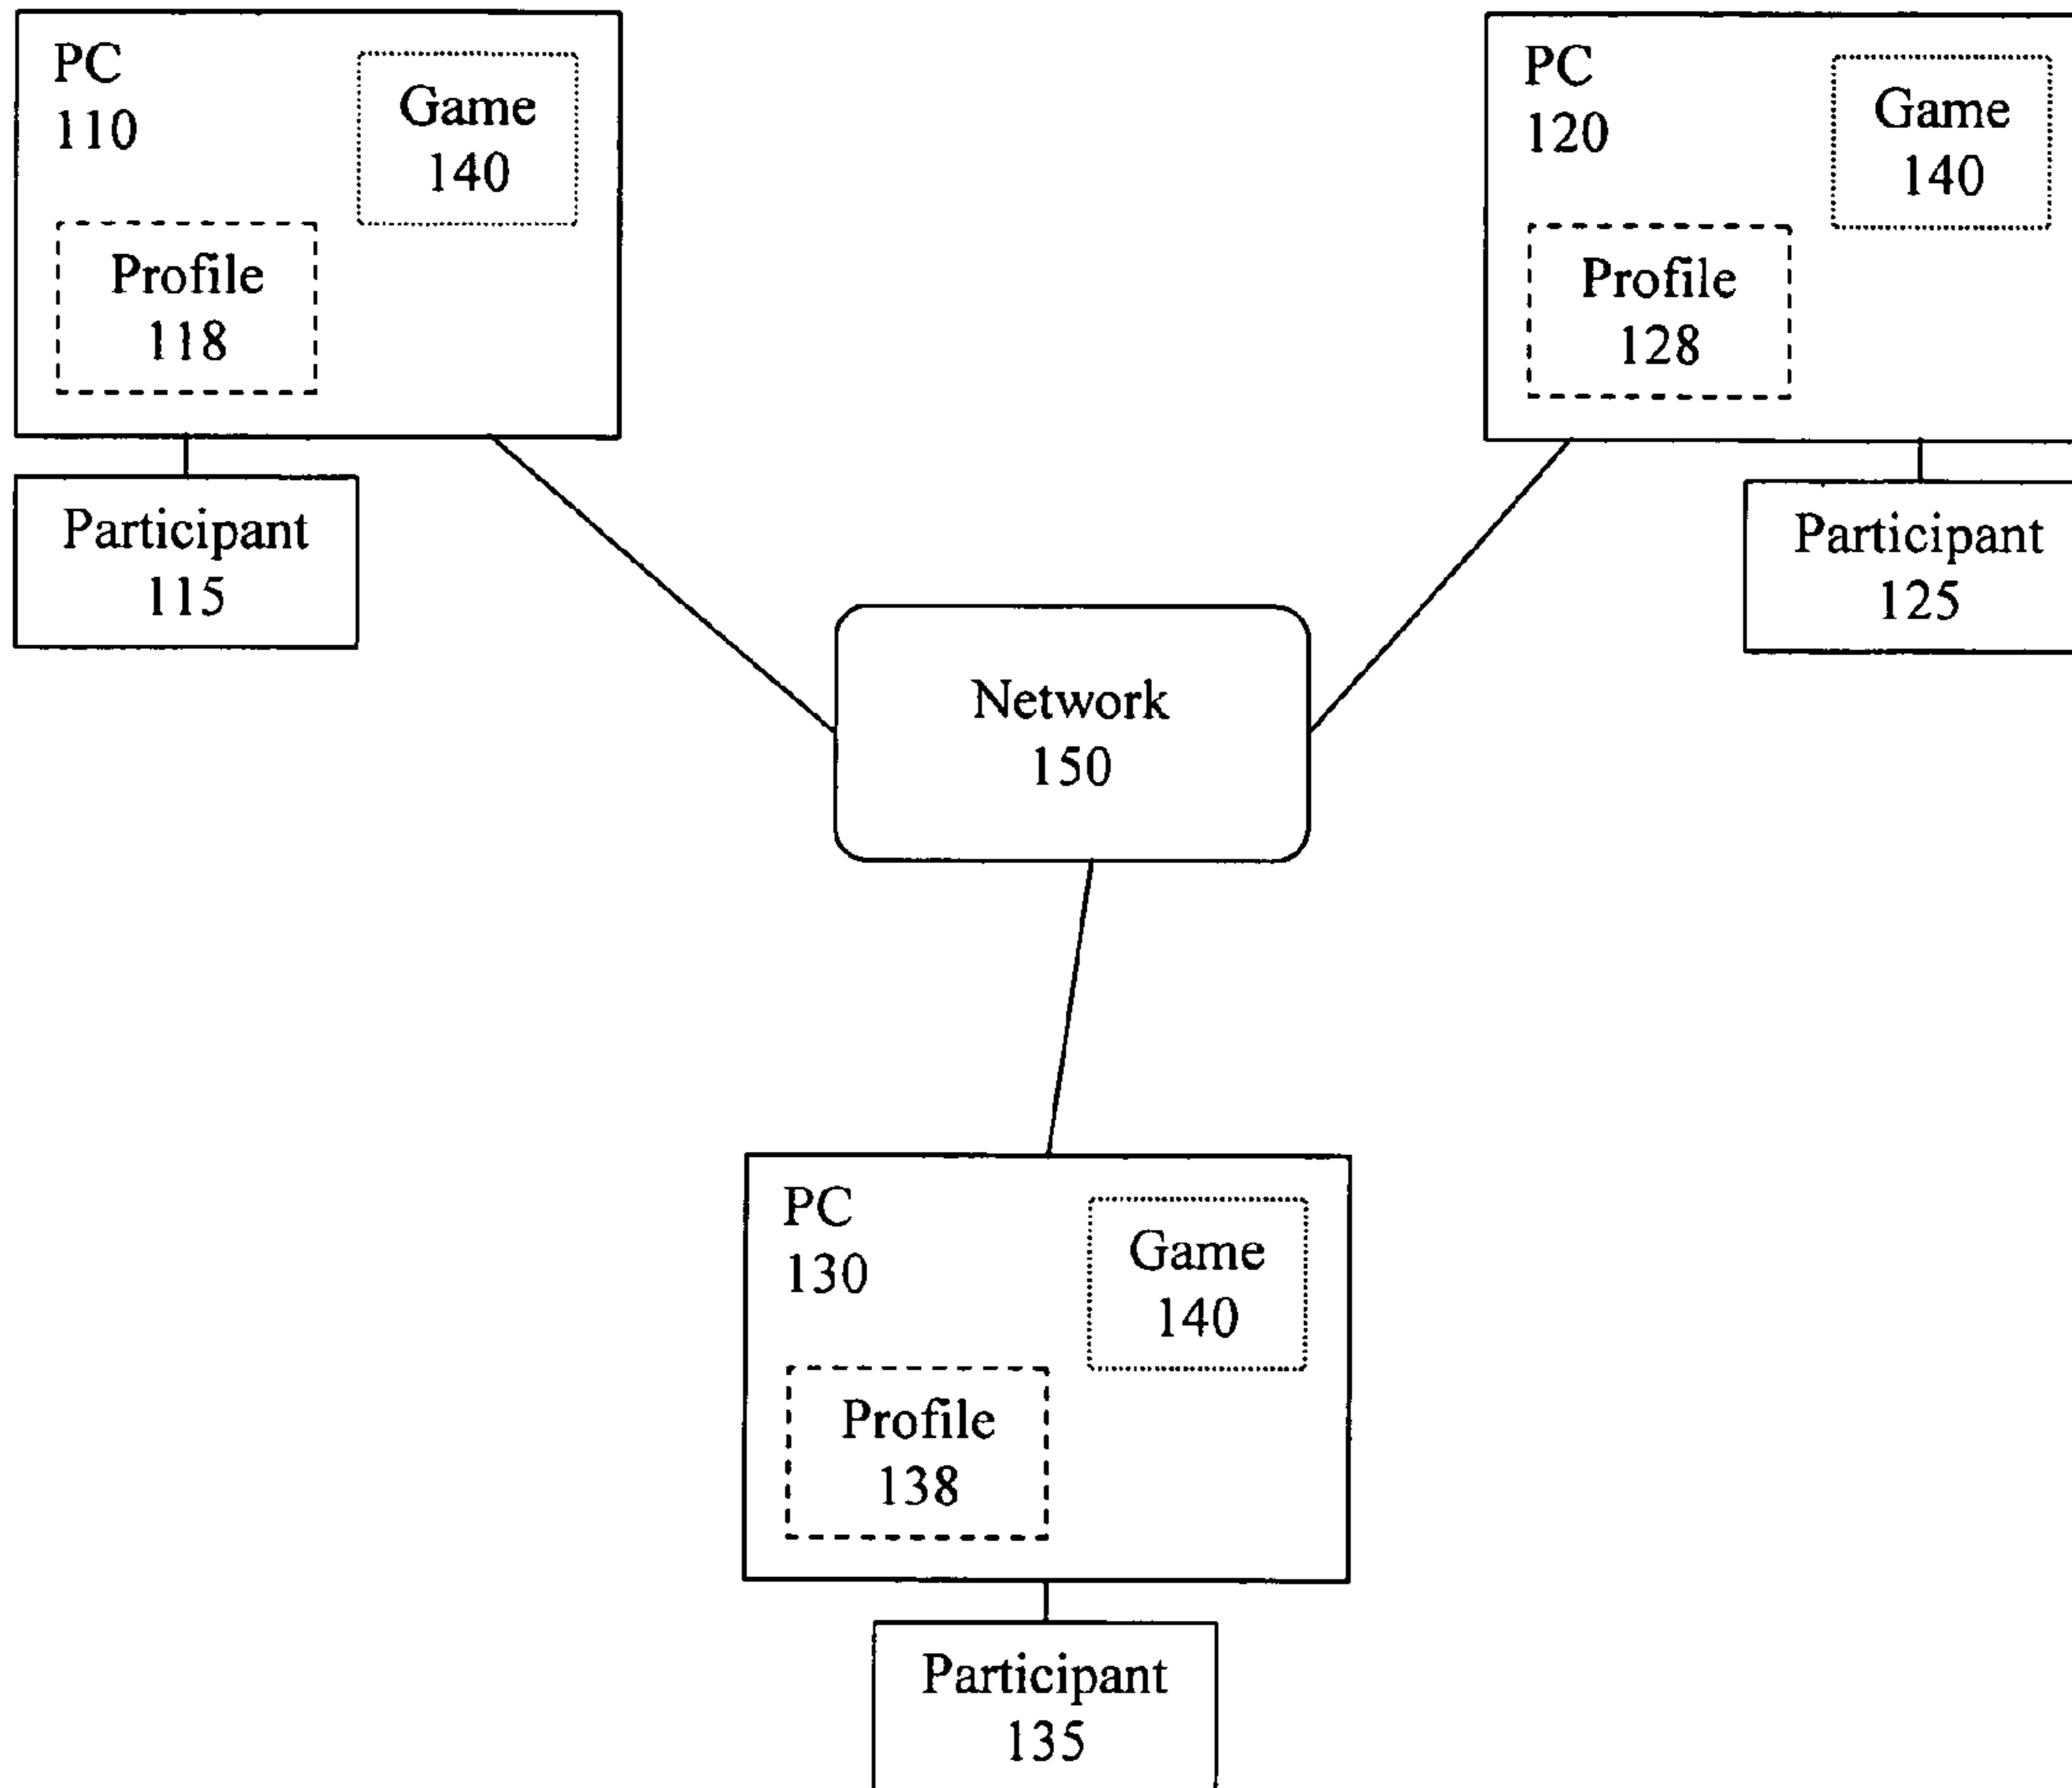 PC
110
Game
140
Profile
118
Participant
115
PC
120
Game
140
Profile
128
Participant
125
Network
150
PC
130
Game
140
Profile
138
Participant
135